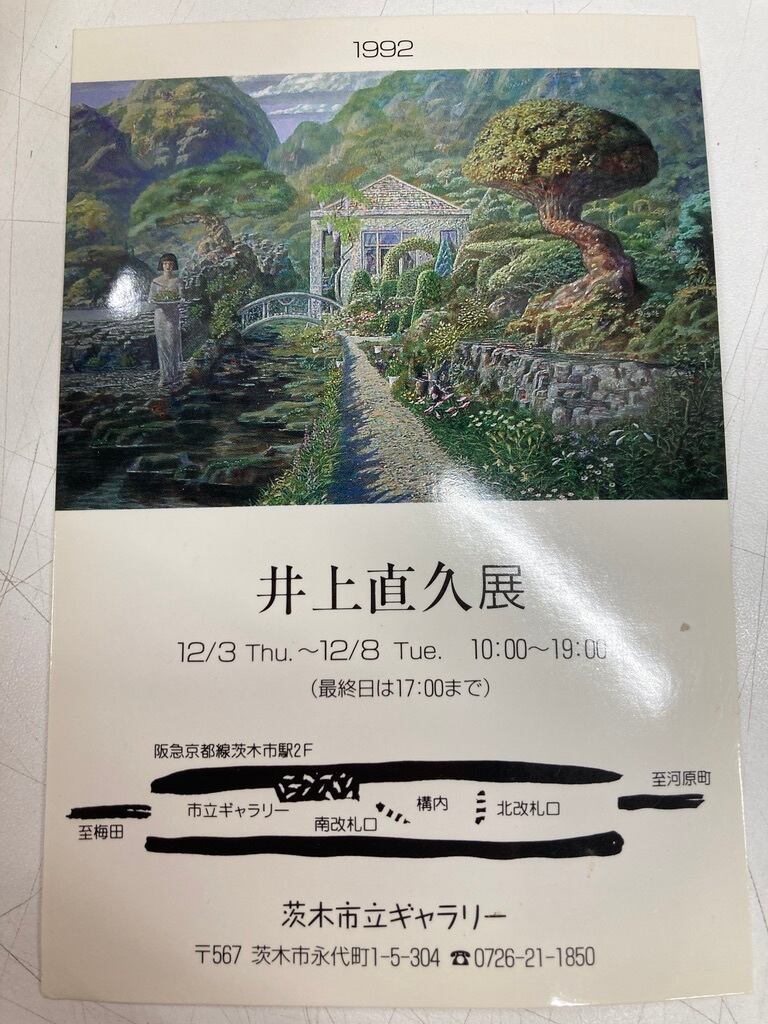 1992
井上直久展
12/3 Thu.～12/8 Tue. 10:00～19:00
(最終日は17:00まで)
阪急京都線茨木市駅2F
至河原町
市立ギャラリー
構内
北改札口
南改札口
至梅田
茨木市立ギャラリー
〒567 茨木市永代町1-5-304 ☎0726-21-1850